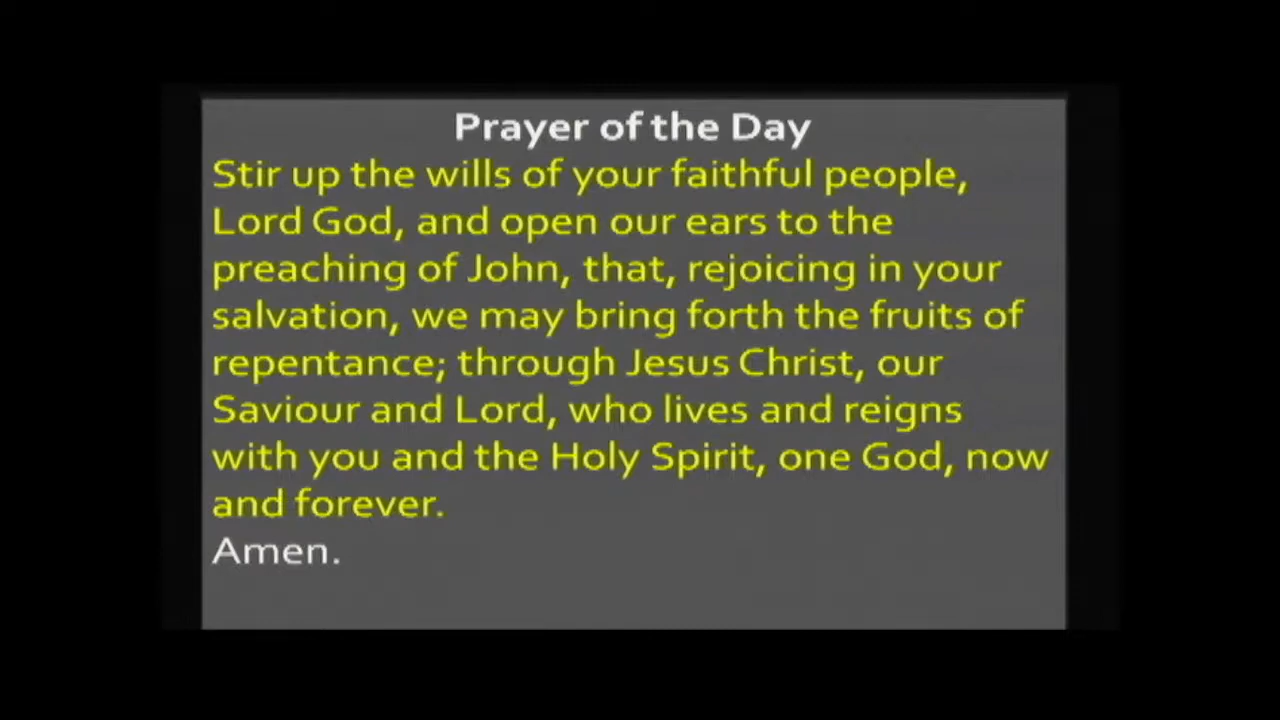 Prayer of the Day
Stir up the wills of your faithful people,
Lord God, and open our ears to the
preaching of John, that, rejoicing in your
salvation, we may bring forth the fruits of
repentance; through Jesus Christ, our
Saviour and Lord, who lives and reigns
with you and the Holy Spirit, one God, now
and forever.
Amen.